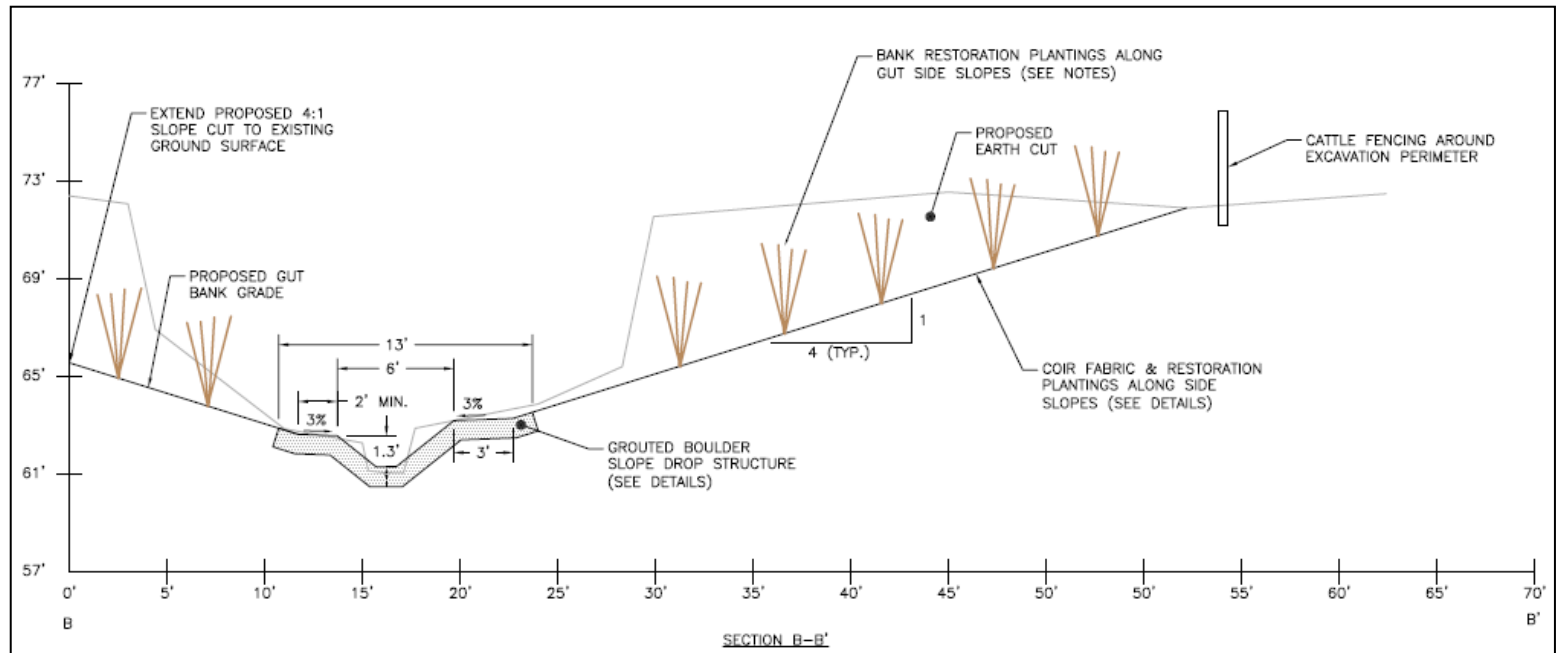 77'
73'
69'
65'
61'
57'
EXTEND PROPOSED 4:1
SLOPE CUT TO EXISTING
GROUND SURFACE
PROPOSED GUT
BANK GRADE
BANK RESTORATION PLANTINGS ALONG
GUT SIDE SLOPES (SEE NOTES)
PROPOSED
EARTH CUT
CATTLE FENCING AROUND
EXCAVATION PERIMETER
13'
6'
2' MIN.
3%
3%
1.3'
3'
1
4 (TYP.)
COIR FABRIC & RESTORATION
PLANTINGS ALONG SIDE
SLOPES (SEE DETAILS)
GROUTED BOULDER
SLOPE DROP STRUCTURE
(SEE DETAILS)
0' 5' 10' 15' 20' 25' 30' 35' 40' 45' 50' 50' 55' 60' 65' 70'
B B'
SECTION B-B'